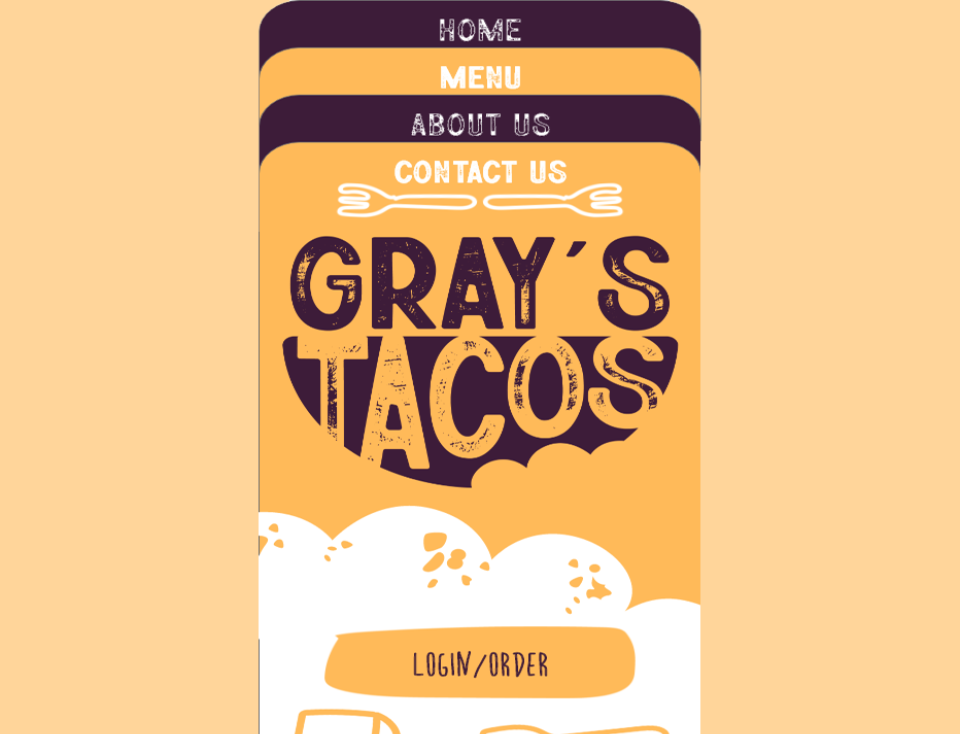 HOME
MENU
ABOUT US
CONTACT US
GRAY'S
TACOS
LOGIN/ORDER